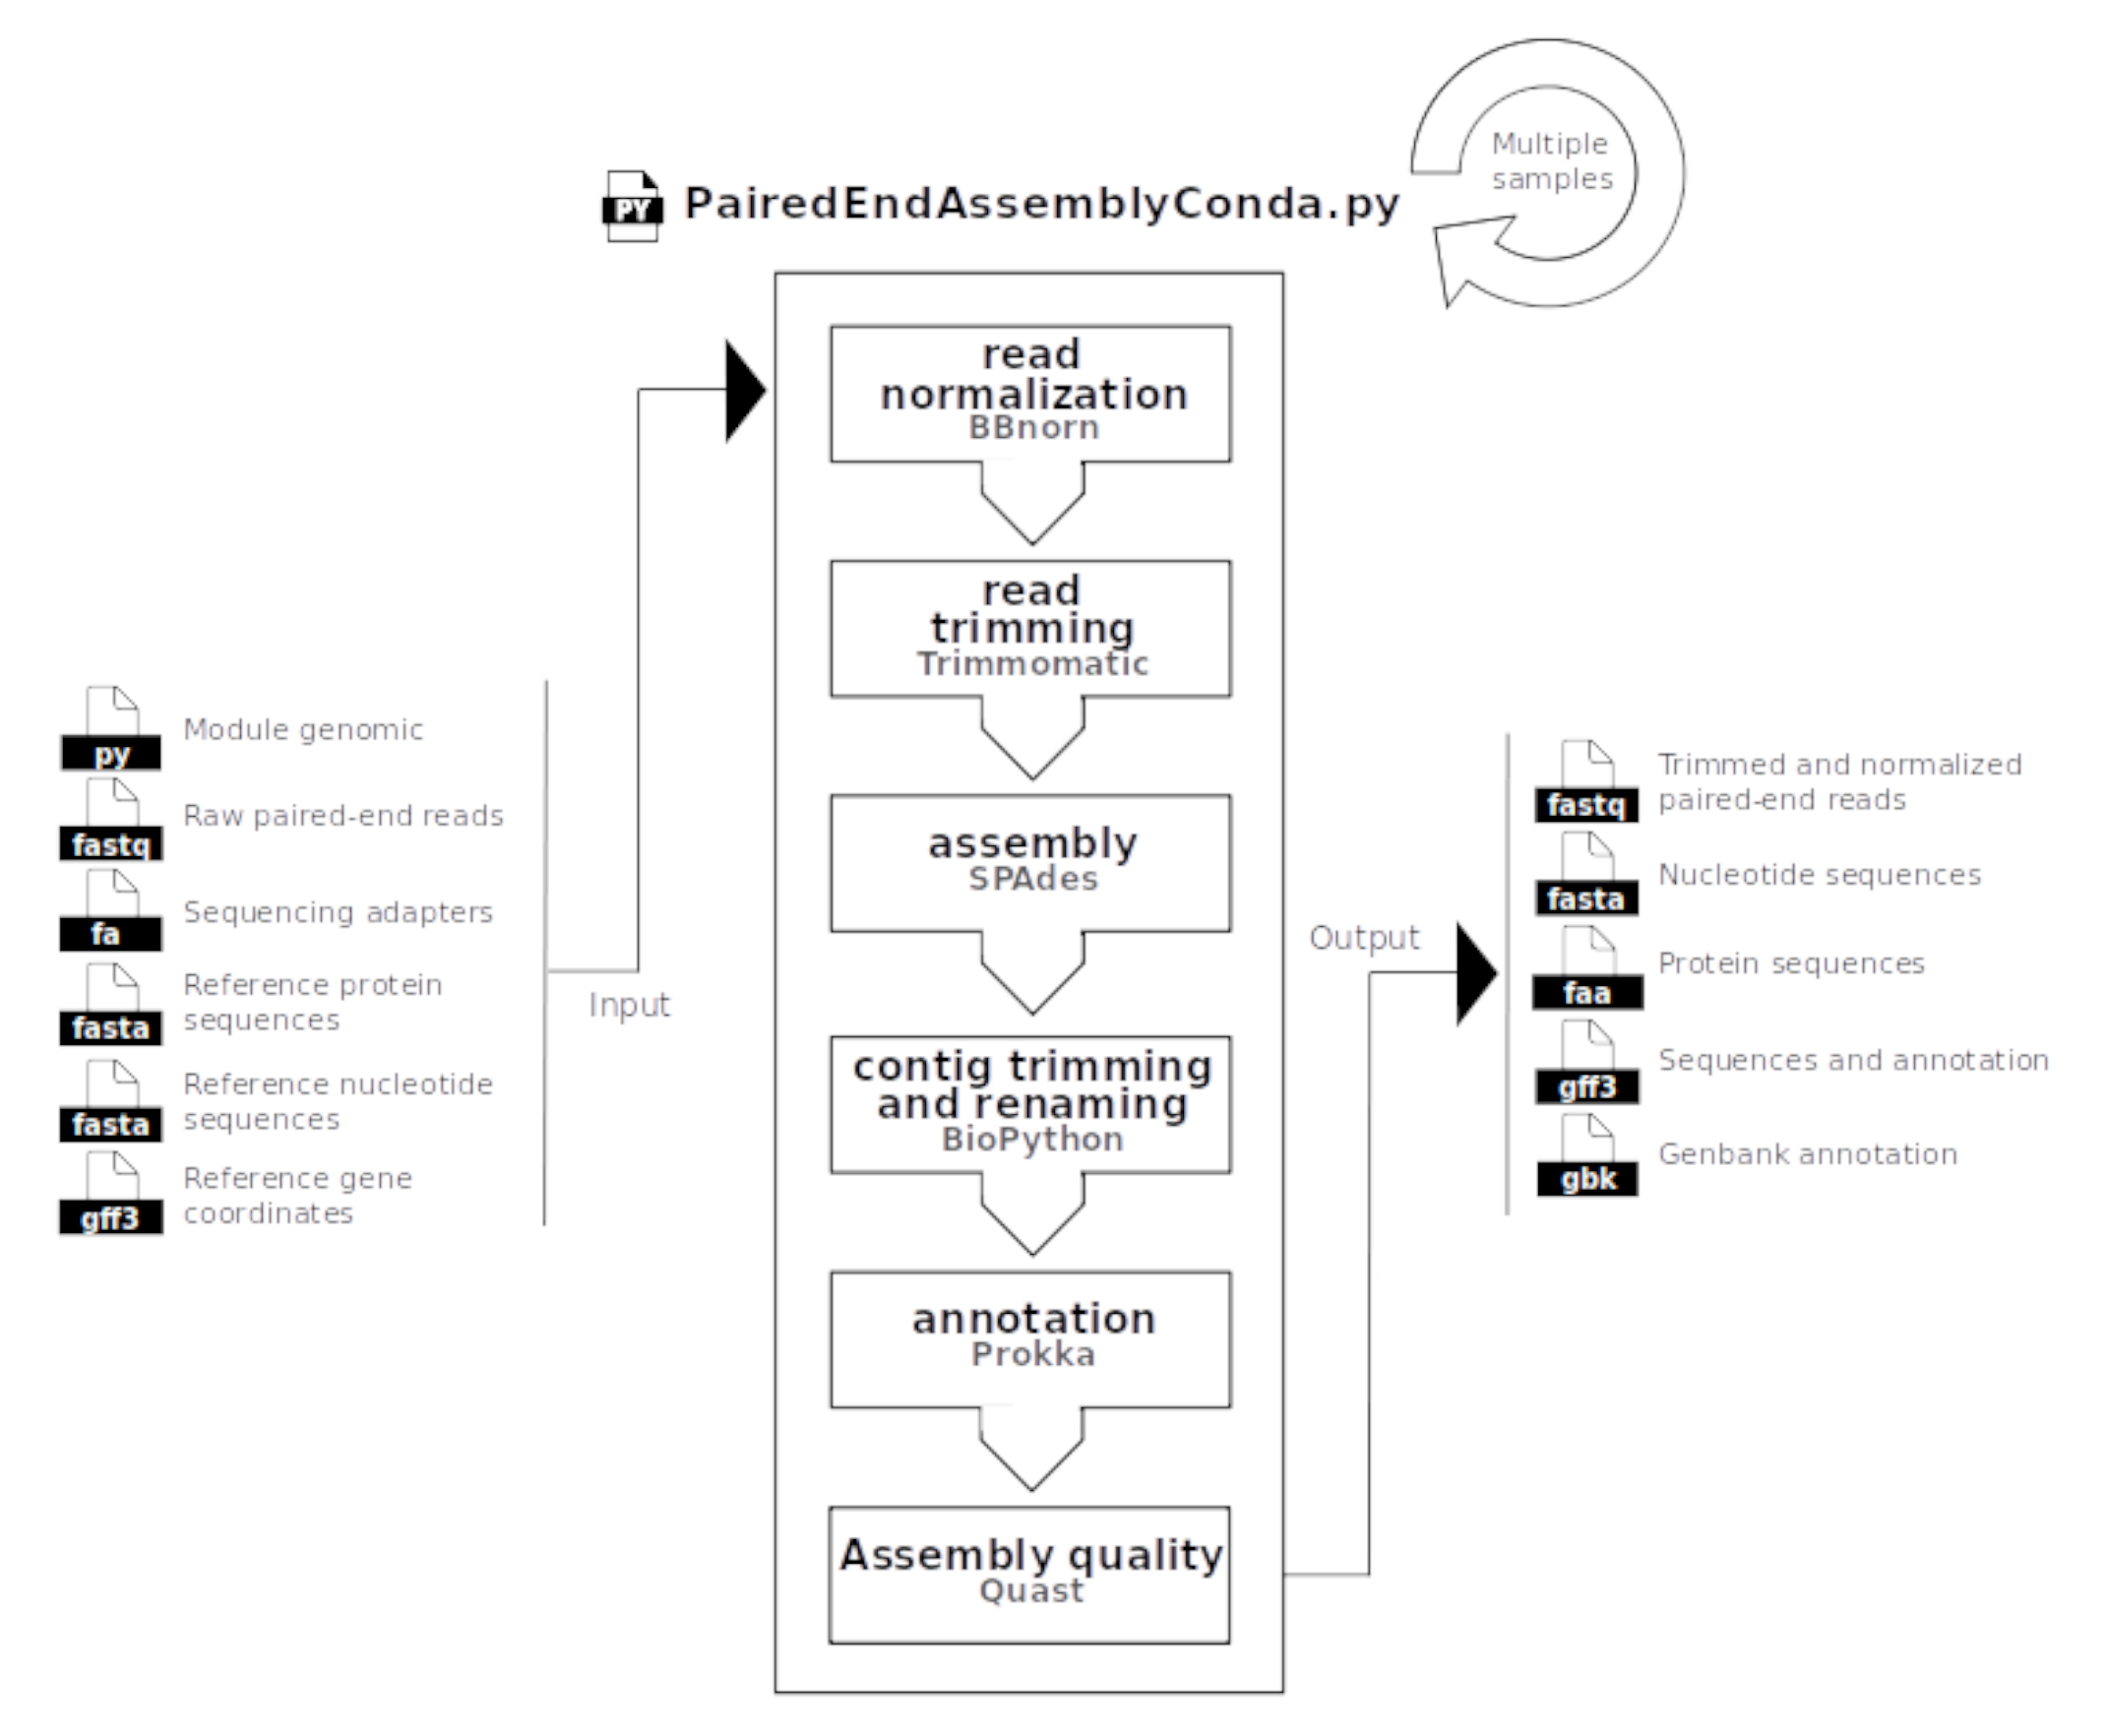 Multiple
samples
PY
PairedEndAssemblyConda.py
read
normalization
BBnorn
read
trimming
Trimmomatic
assembly
SPAdes
contig trimming
and renaming
BioPython
annotation
Prokka
Assembly quality
Quast
py
Module genomic
fastq
Raw paired-end reads
fa
Sequencing adapters
fasta
Reference protein
sequences
fasta
Reference nucleotide
sequences
gff3
Reference gene
coordinates
Input
Output
fastq
Trimmed and normalized
paired-end reads
fasta
Nucleotide sequences
faa
Protein sequences
gff3
Sequences and annotation
gbk
Genbank annotation